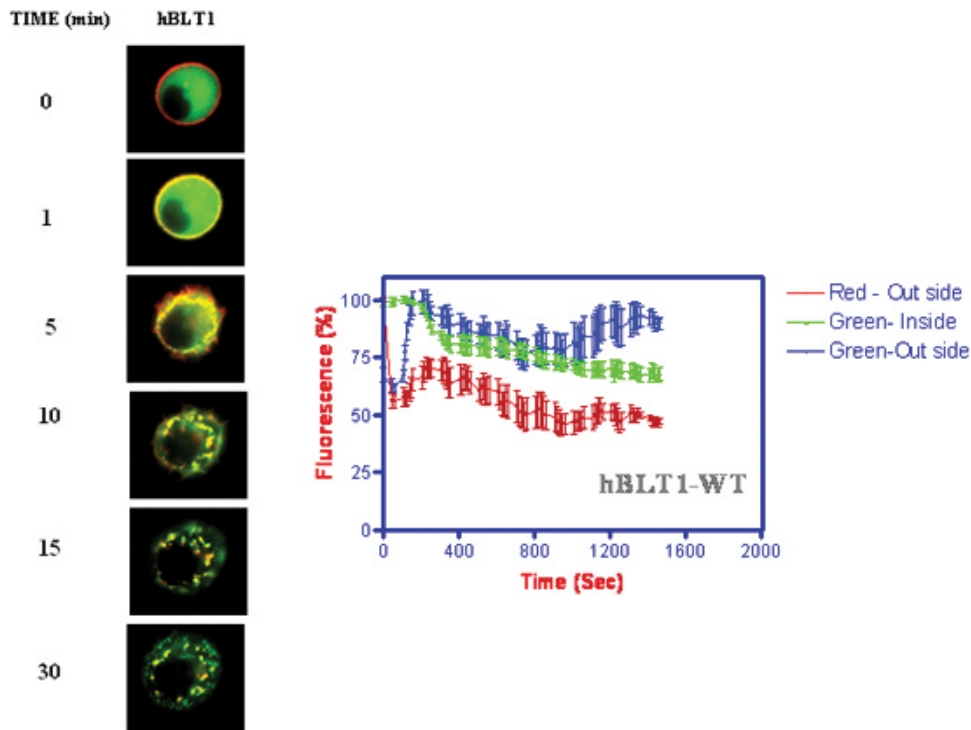 TIME (min) hBLT1
0
1
5
10
15
30
Fluorescence (%)
100
75
50
25
0
0 400 800 1200 1600 2000
Time (Sec)
hBLT1-WT
Red - Out side
Green- Inside
Green-Out side